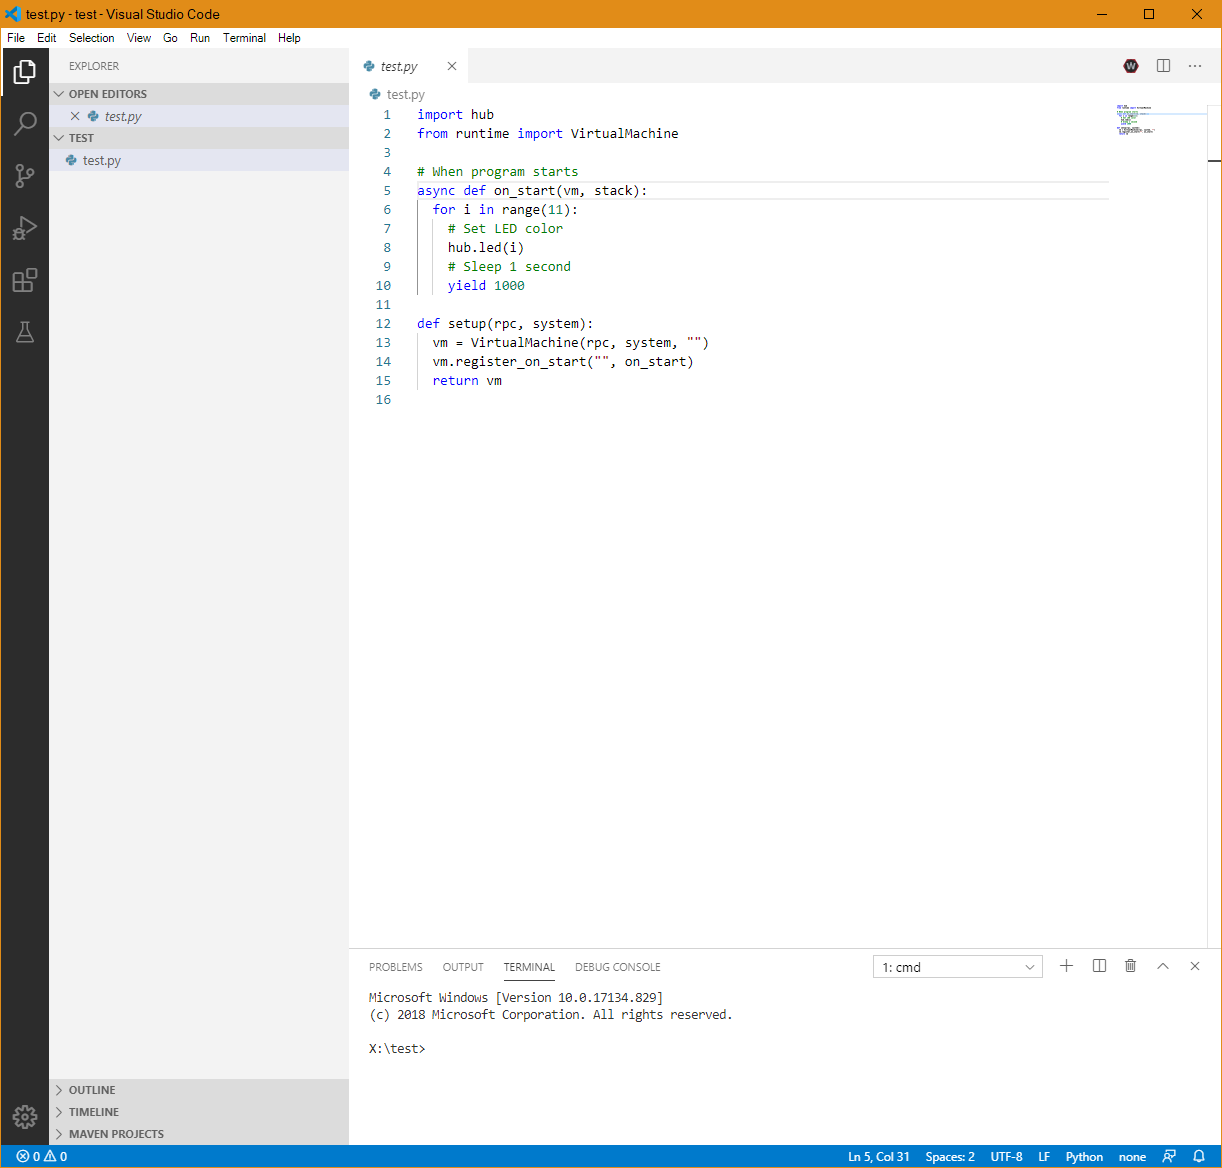 test.py - test - Visual Studio Code
File Edit Selection View Go Run Terminal Help
EXPLORER
OPEN EDITORS
test.py
TEST
test.py
OUTLINE
TIMELINE
MAVEN PROJECTS
test.py
W
test.py
1 import hub
2 from runtime import VirtualMachine
3
4 # When program starts
5 async def on_start(vm, stack):
6 for i in range(11):
7 # Set LED color
8 hub.led(i)
9 # Sleep 1 second
10 yield 1000
11
12 def setup(rpc, system):
13 vm = VirtualMachine(rpc, system, "")
14 vm.register_on_start("", on_start)
15 return vm
16
PROBLEMS OUTPUT TERMINAL DEBUG CONSOLE
1: cmd
Microsoft Windows [Version 10.0.17134.829]
(c) 2018 Microsoft Corporation. All rights reserved.
X:\test>
0 0
Ln 5, Col 31 Spaces: 2 UTF-8 LF Python none